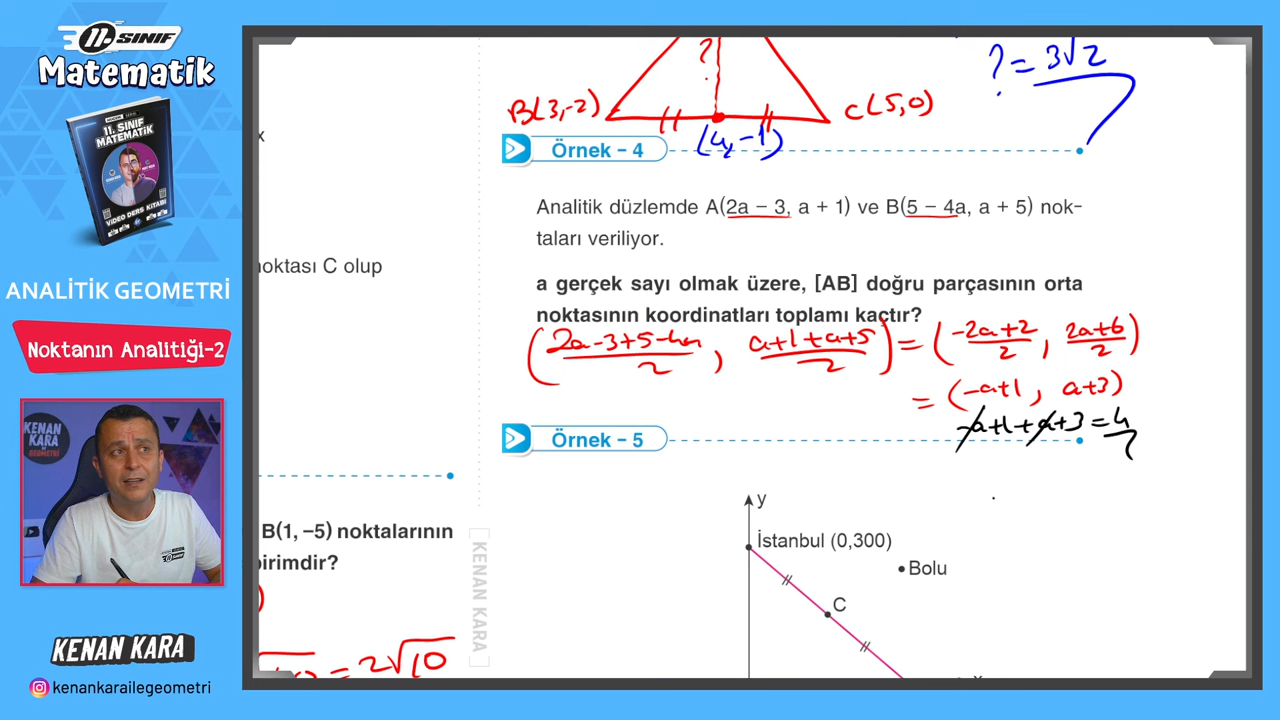 11. SINIF
Matematik
11. SINIF
MATEMATİK
VIDEO DERS KİTABI
ANALİTİK GEOMETRİ
Noktanın Analitiği-2
KENAN
KARA
GEOMETRİ
11. SINIF
KENAN KARA
kenankarailegeometri
x
noktası C olup
B(1, −5) noktalarının
birimdir?
= 2√10
KENAN KARA
?
? = 3√2
B(3,-2)
C(5,0)
(4,-1)
Örnek - 4
Analitik düzlemde A(2a − 3, a + 1) ve B(5 − 4a, a + 5) nok-
taları veriliyor.
a gerçek sayı olmak üzere, [AB] doğru parçasının orta
noktasının koordinatları toplamı kaçtır?
(2a-3+5-4a/2, a+1+a+5/2) = (-2a+2/2, 2a+6/2)
= (-a+1, a+3)
-a+1+a+3=4
Örnek - 5
y
İstanbul (0,300)
Bolu
C